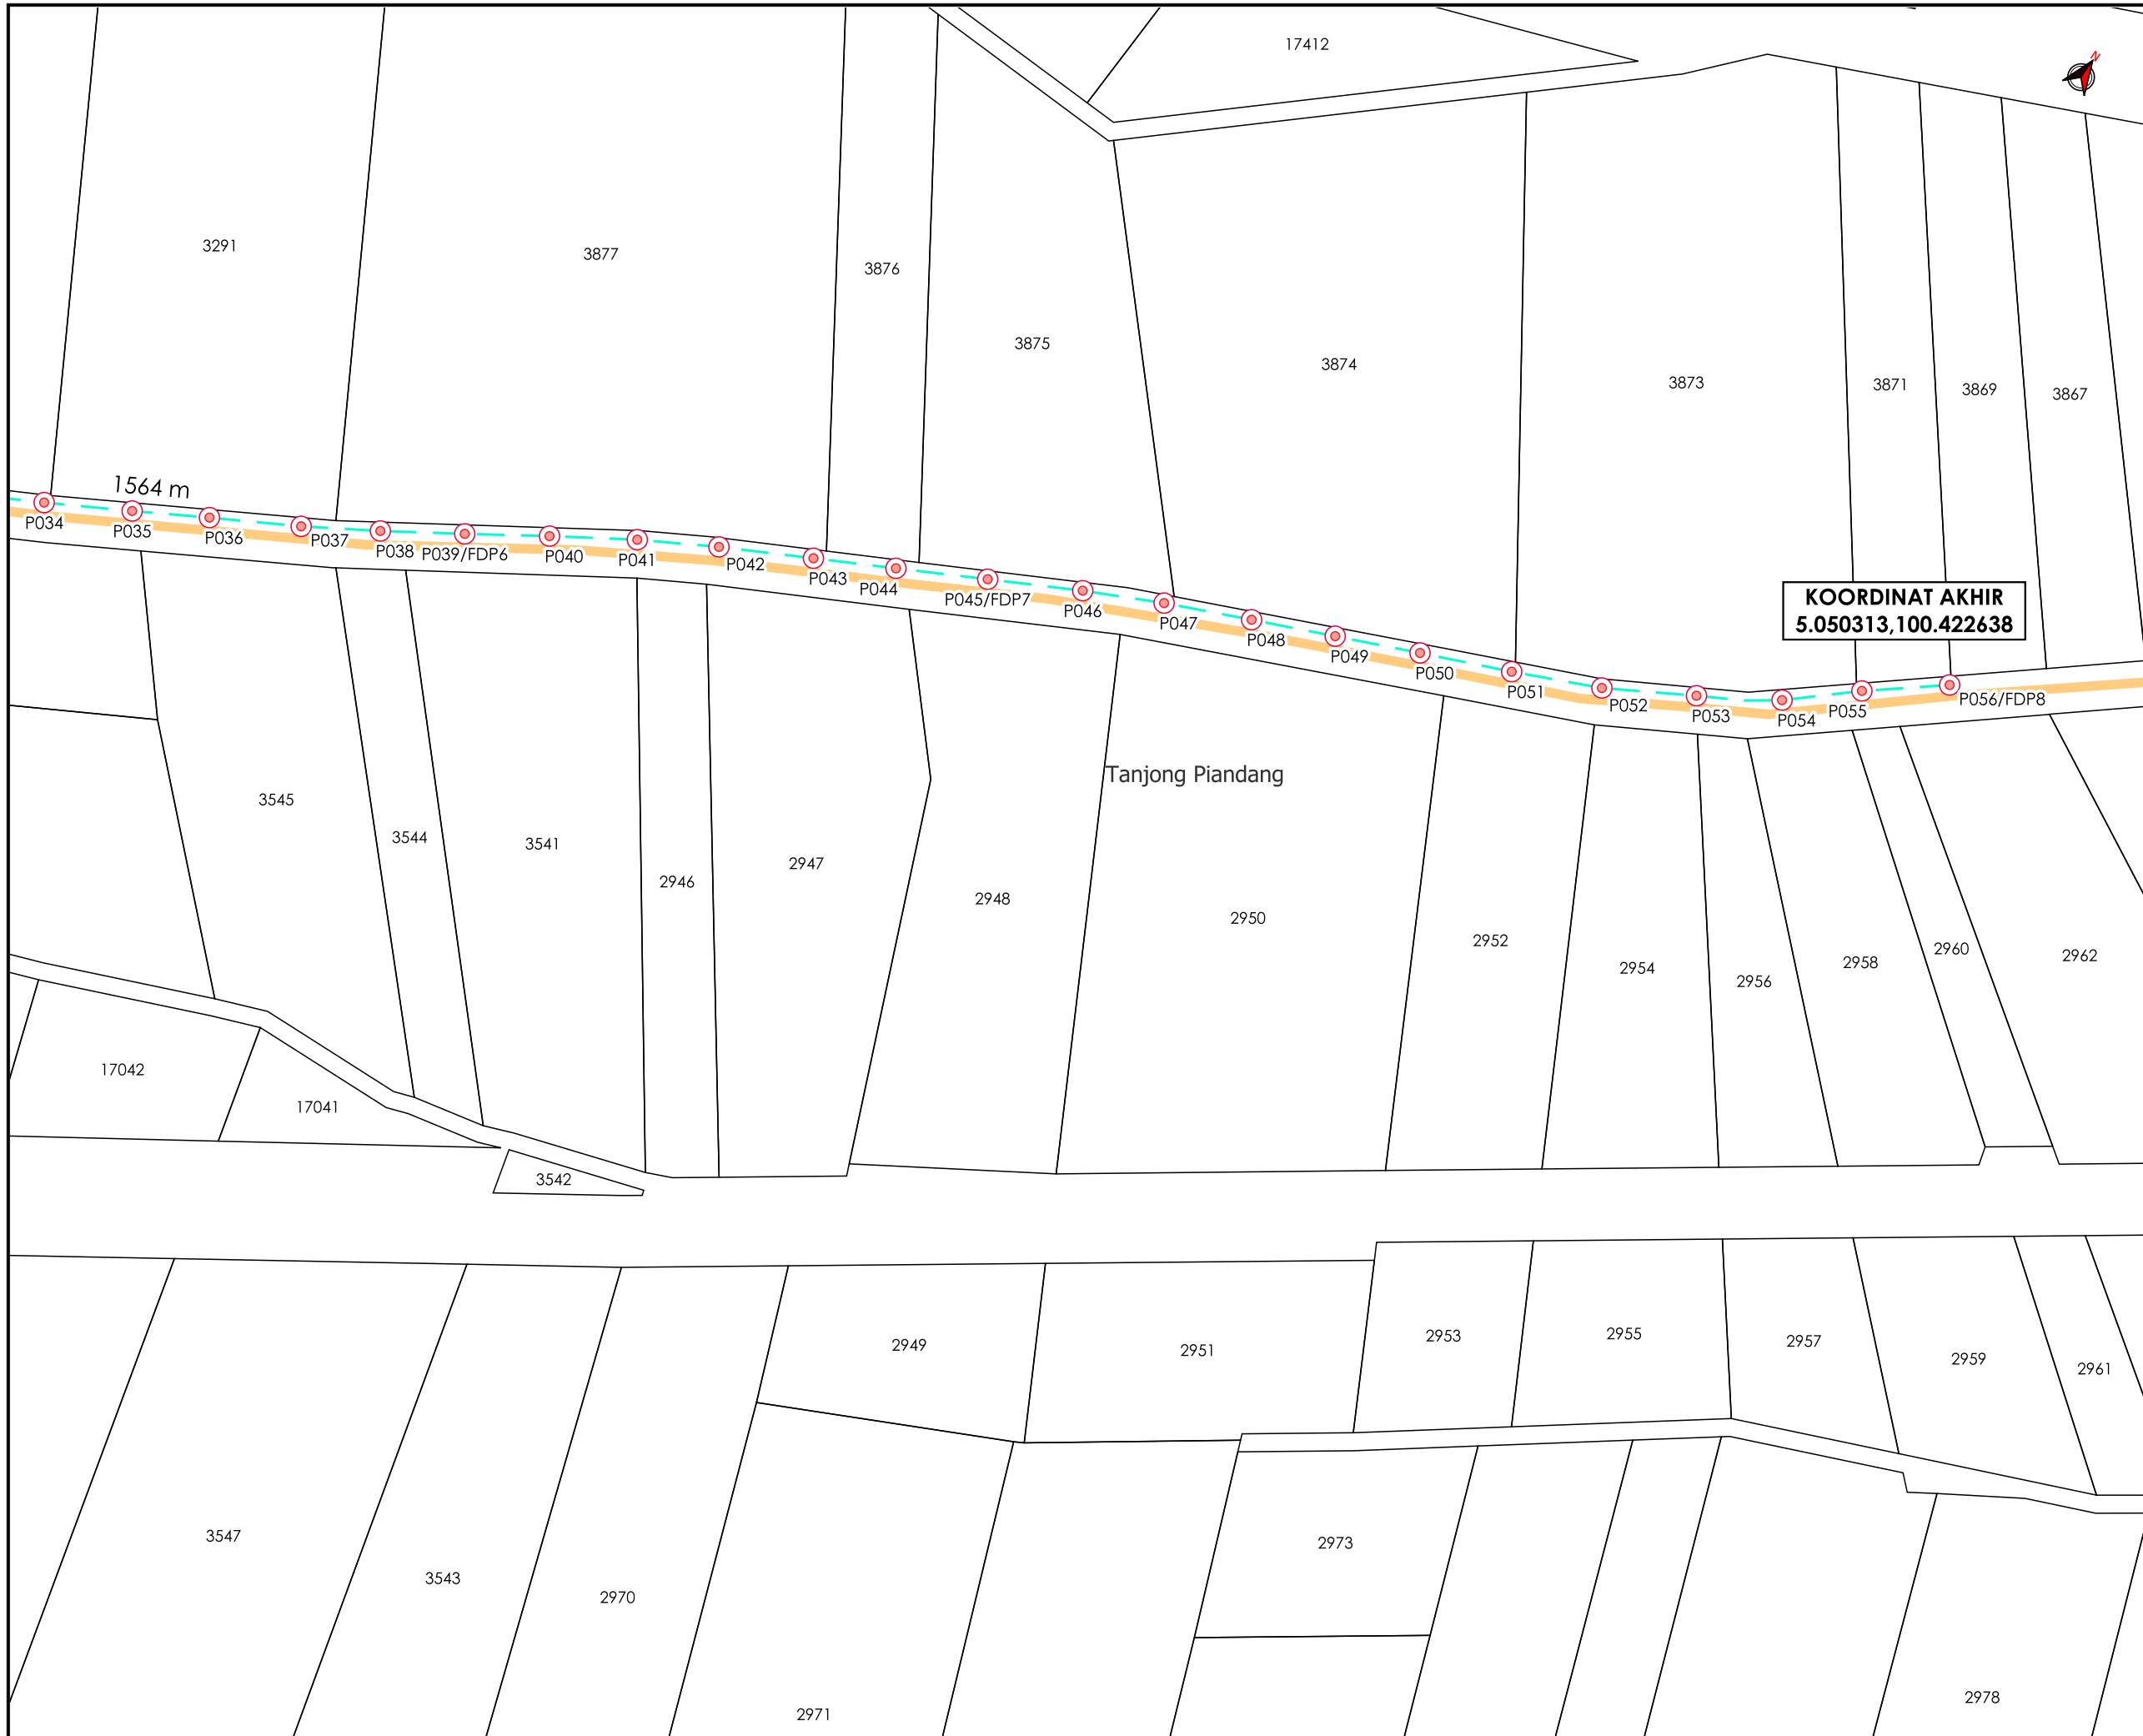 17412
N
3291
3877
3876
3875
3874
3873
3871
3869
3867
1564 m
P034
P035
P036
P037
P038
P039/FDP6
P040
P041
P042
P043
P044
P045/FDP7
P046
P047
P048
P049
P050
P051
P052
P053
P054
P055
P056/FDP8
KOORDINAT AKHIR
5.050313,100.422638
Tanjong Piandang
3545
3544
3541
2946
2947
2948
2950
2952
2954
2956
2958
2960
2962
17042
17041
3542
2949
2951
2953
2955
2957
2959
2961
3547
3543
2970
2971
2973
2978